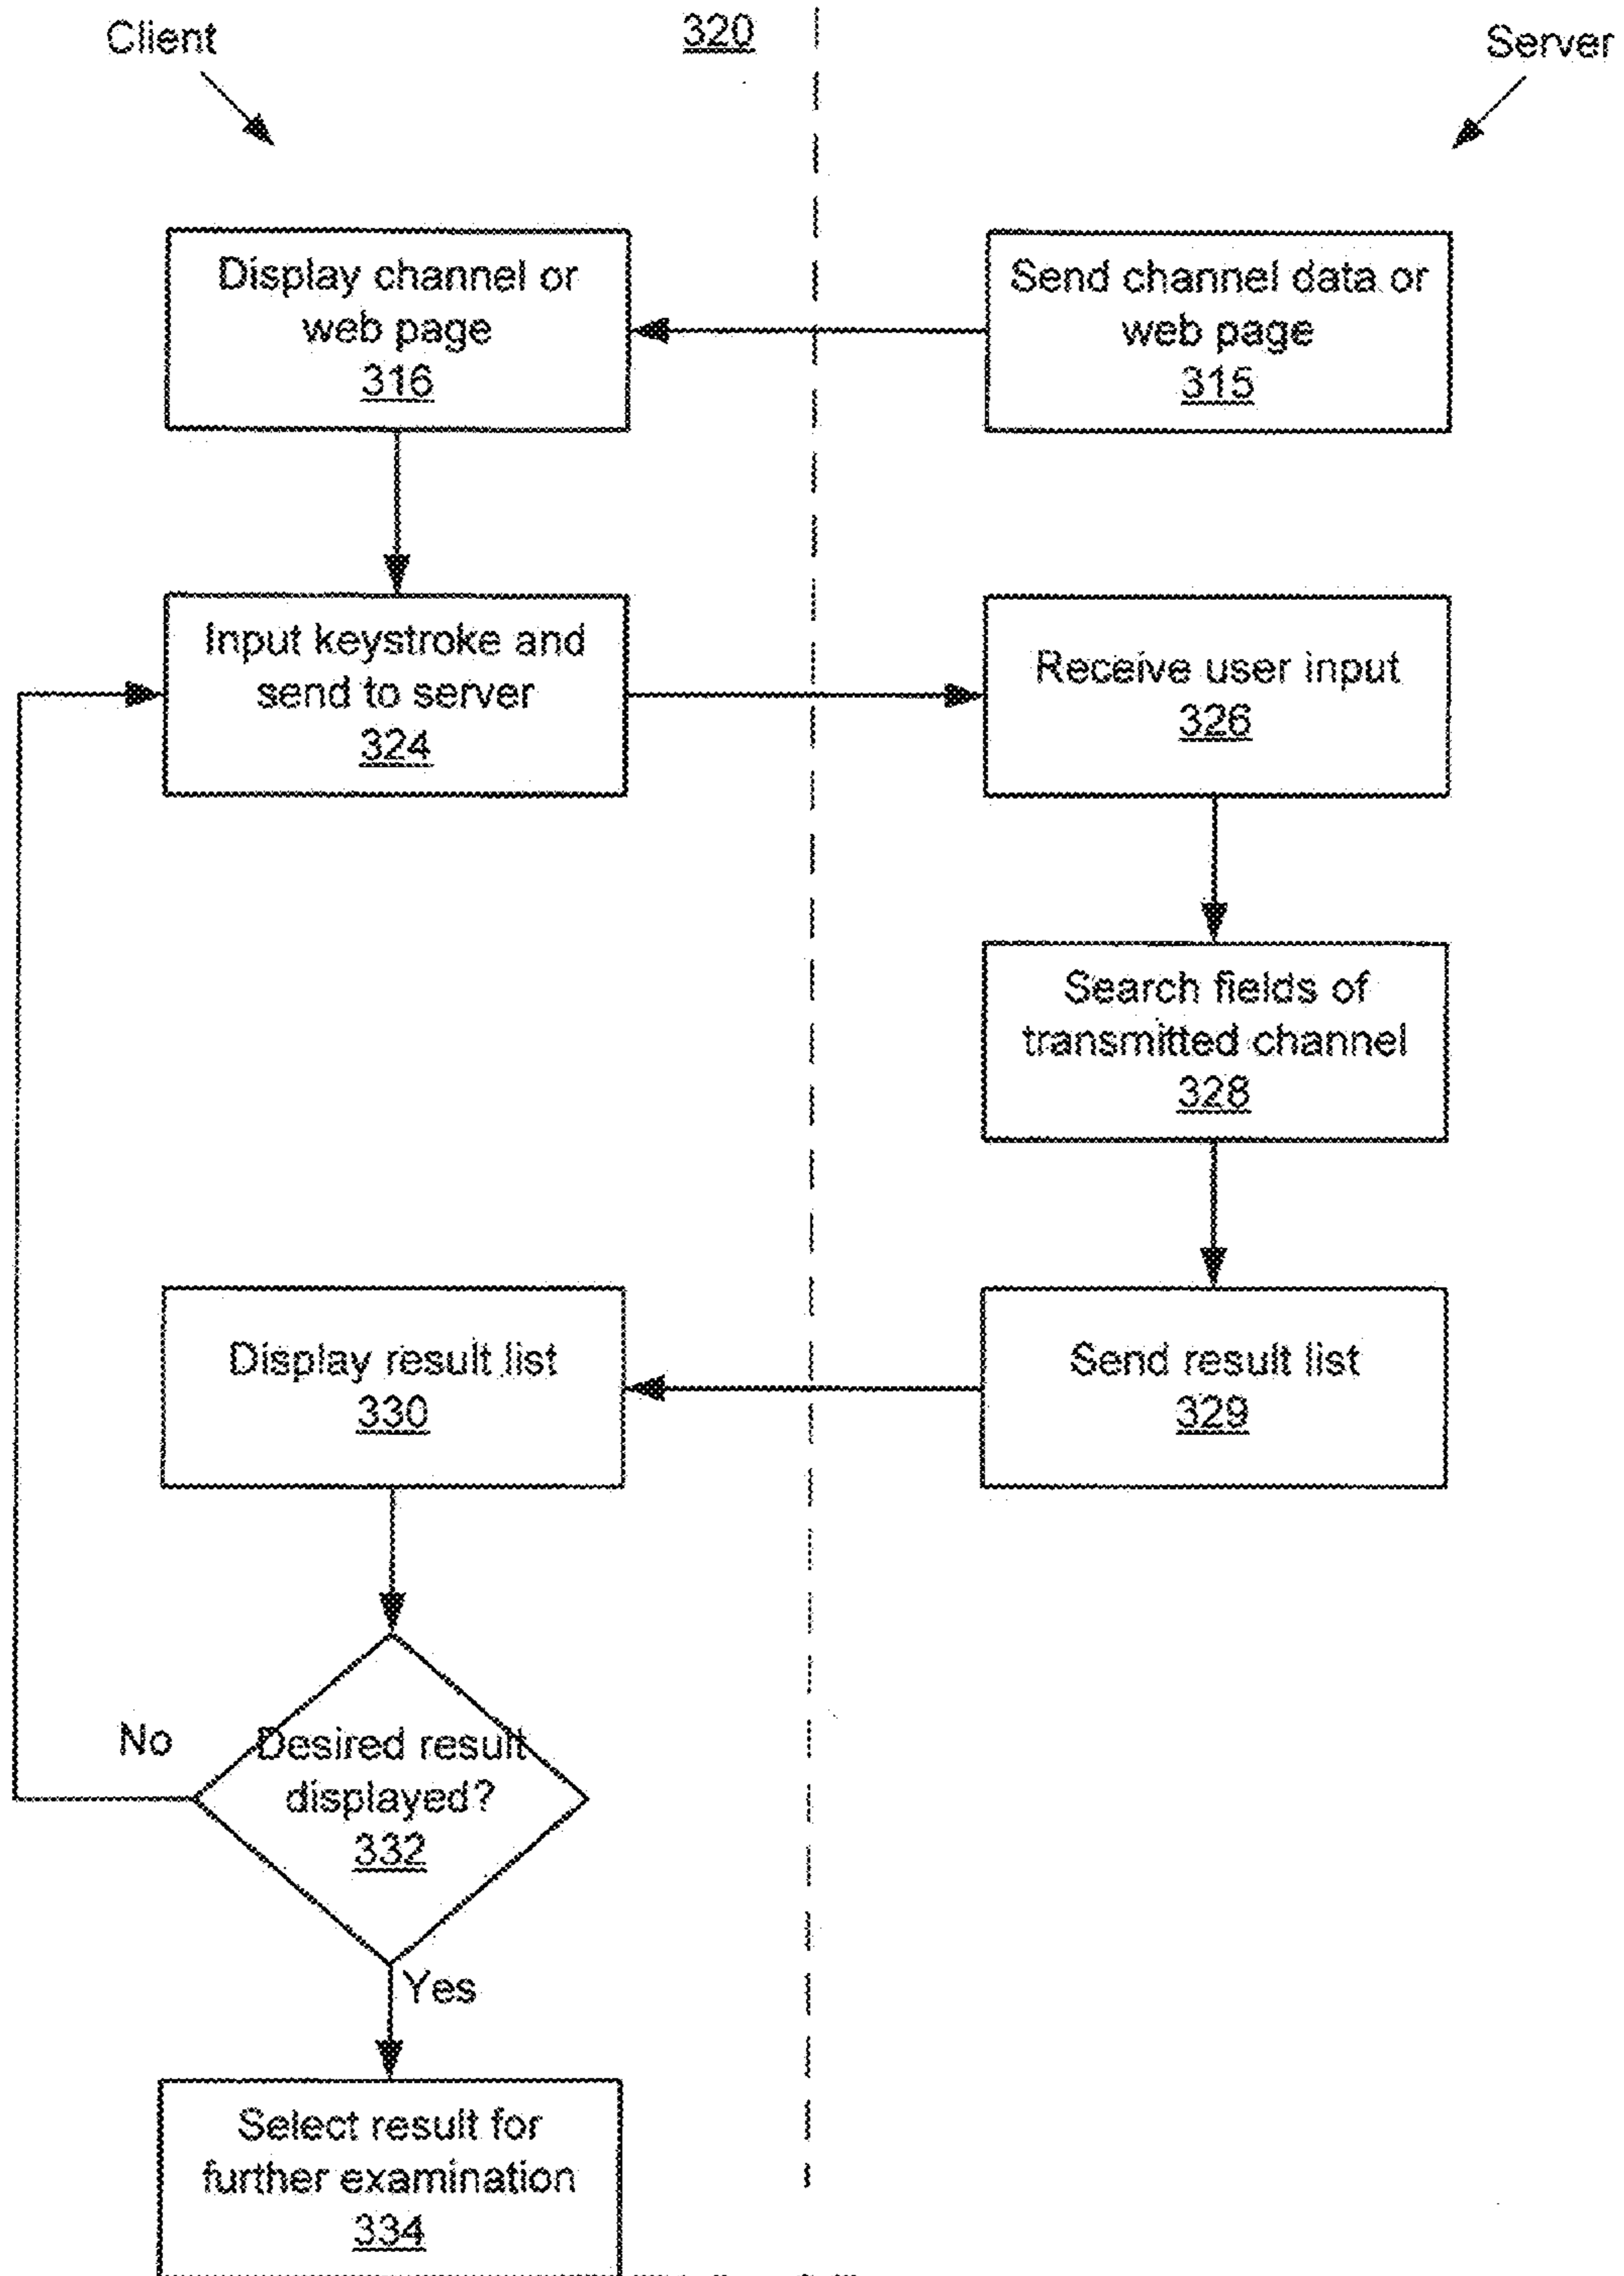 Client
320
Server
Display channel or
web page
316
Send channel data or
web page
315
Input keystroke and
send to server
324
Receive user input
326
Search fields of
transmitted channel
328
Display result list
330
Send result list
329
No
Desired result
displayed?
332
Yes
Select result for
further examination
334